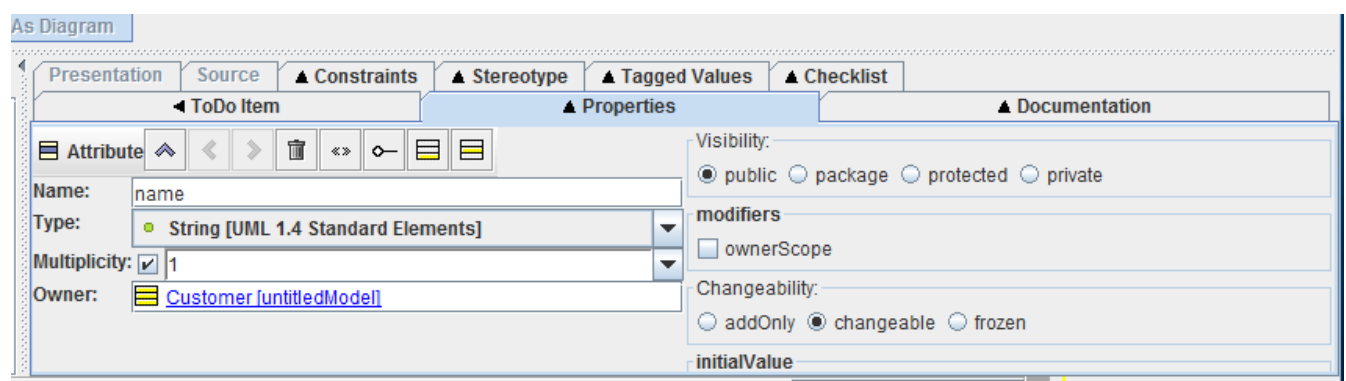 As Diagram
Presentation Source Constraints Stereotype Tagged Values Checklist
ToDo Item Properties Documentation
Attribute
Name: name
Type: String [UML 1.4 Standard Elements]
Multiplicity: 1
Owner: Customer [untitledModel]
Visibility:
public package protected private
modifiers
ownerScope
Changeability:
addOnly changeable frozen
initialValue